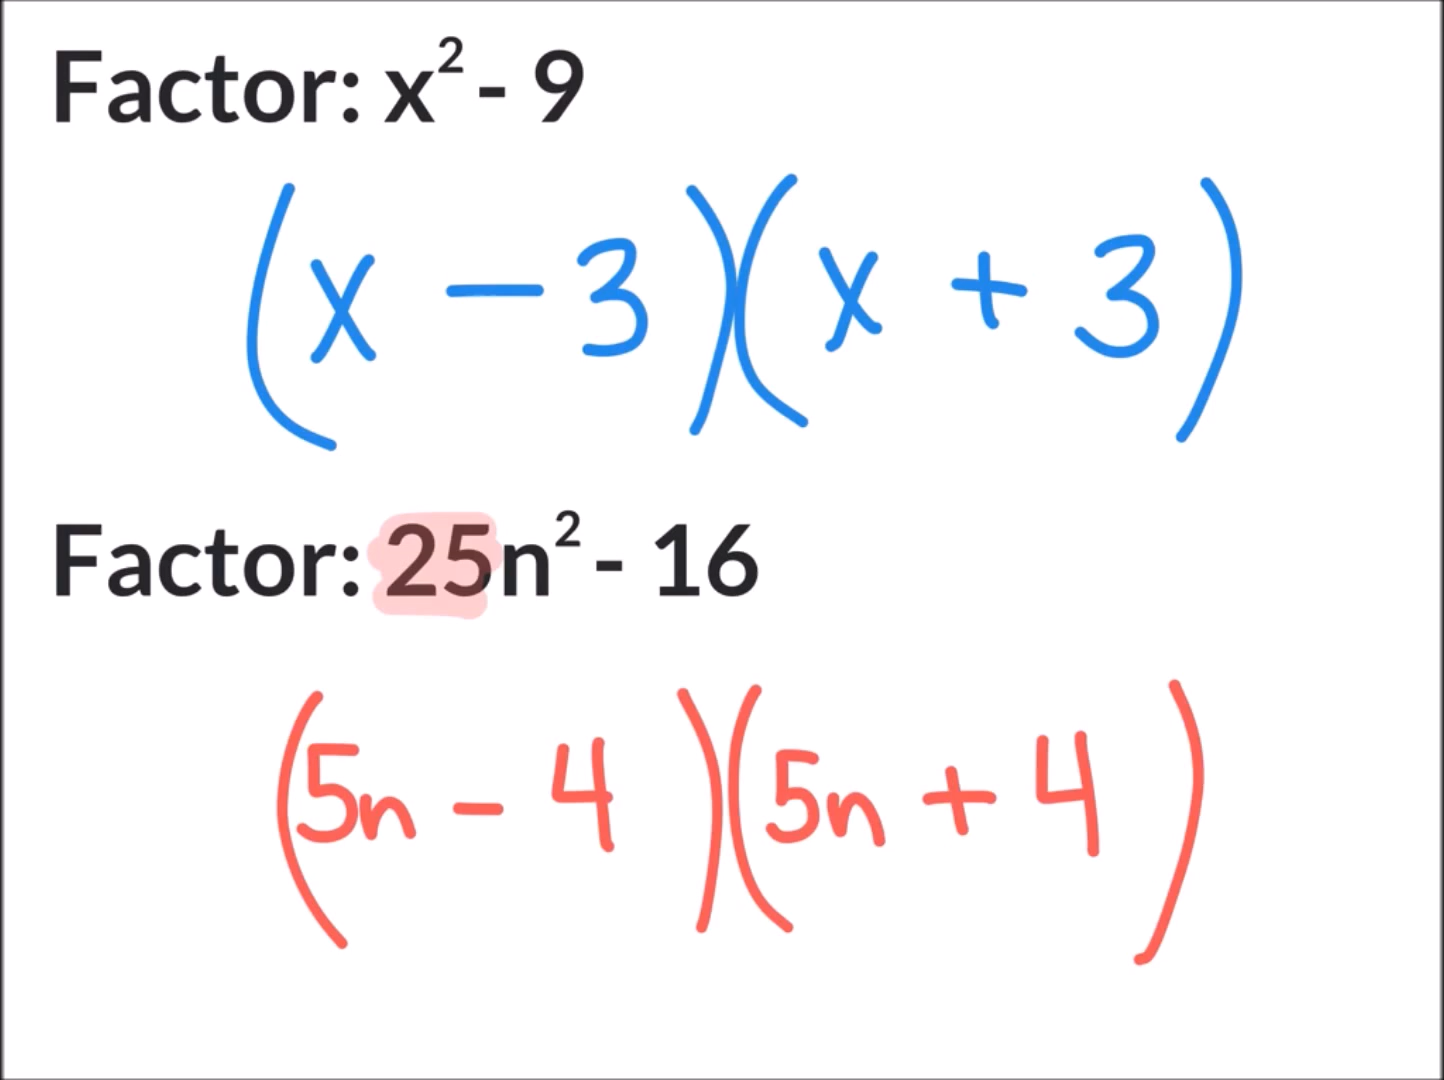 Factor: x² - 9
(x - 3)(x + 3)
Factor: 25n² - 16
(5n - 4)(5n + 4)